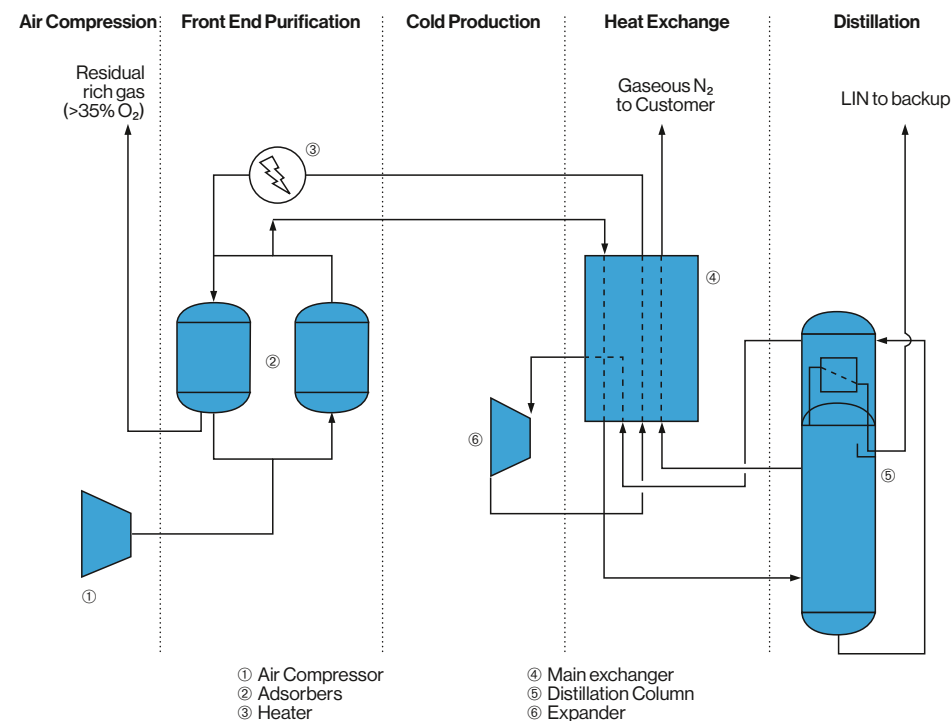 Air Compression
Front End Purification
Cold Production
Heat Exchange
Distillation
Residual
rich gas
(>35% O₂)
Gaseous N₂
to Customer
LIN to backup
③
④
②
⑥
⑤
①
① Air Compressor
② Adsorbers
③ Heater
④ Main exchanger
⑤ Distillation Column
⑥ Expander